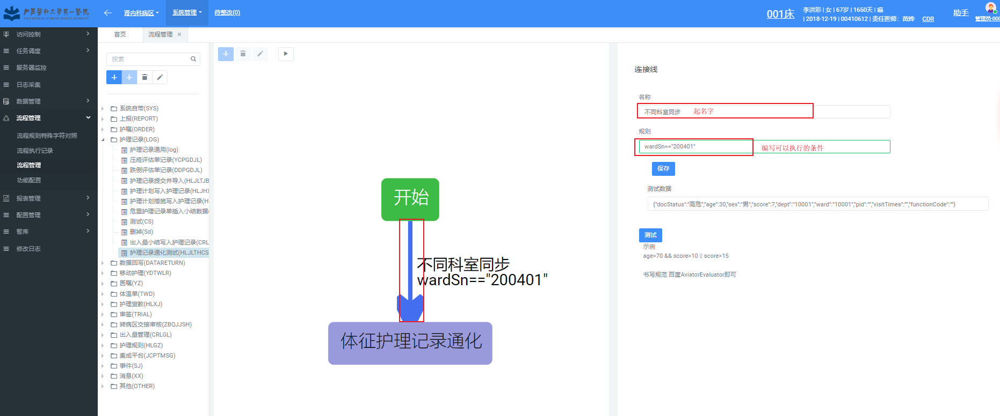 肾内科病区
系统管理
待整改(0)
001床
李洪彩 | 女 | 67岁 | 1650天 | 癌
| 2018-12-19 | 00410612 | 责任医师：苗烨
CDR
助手
管理员-000
访问控制
任务调度
服务器监控
日志采集
数据管理
流程管理
流程规则特殊字符对照
流程执行记录
流程管理
功能配置
报表管理
配置管理
智库
修改日志
首页
流程管理
搜索
系统自带(SYS)
上报(REPORT)
护嘱(ORDER)
护理记录(LOG)
护理记录通用(log)
压疮评估单记录(YCPGDJL)
跌倒评估单记录(DDPGDJL)
护理记录提交并导入(HLJLTJB
护理计划写入护理记录(HLJHX
护理计划措施写入护理记录(H
危重护理记录单插入小结数据(
测试(CS)
删掉(Sd)
出入量小结写入护理记录(CRL
护理记录通化测试(HLJLTHCS
数据回写(DATARETURN)
移动护理(YDTWLR)
医嘱(YZ)
体温单(TWD)
护理宣教(HLXJ)
审签(TRIAL)
转病区交接审核(ZBQJJSH)
出入量管理(CRLGL)
护理规则(HLGZ)
集成平台(JCPTMSG)
事件(SJ)
消息(XX)
其他(OTHER)
开始
不同科室同步
wardSn=="200401"
体征护理记录通化
连接线
名称
不同科室同步 起名字
规则
wardSn=="200401" 编写可以执行的条件
保存
测试数据
{"docStatus":"高危","age":30,"sex":"男","score":7,"dept":"10001","ward":"10001","pid":"","visitTimes":"","functionCode":""}
测试
示例
age>70 && score>10 || score>15
书写规范 百度AviatorEvaluator即可